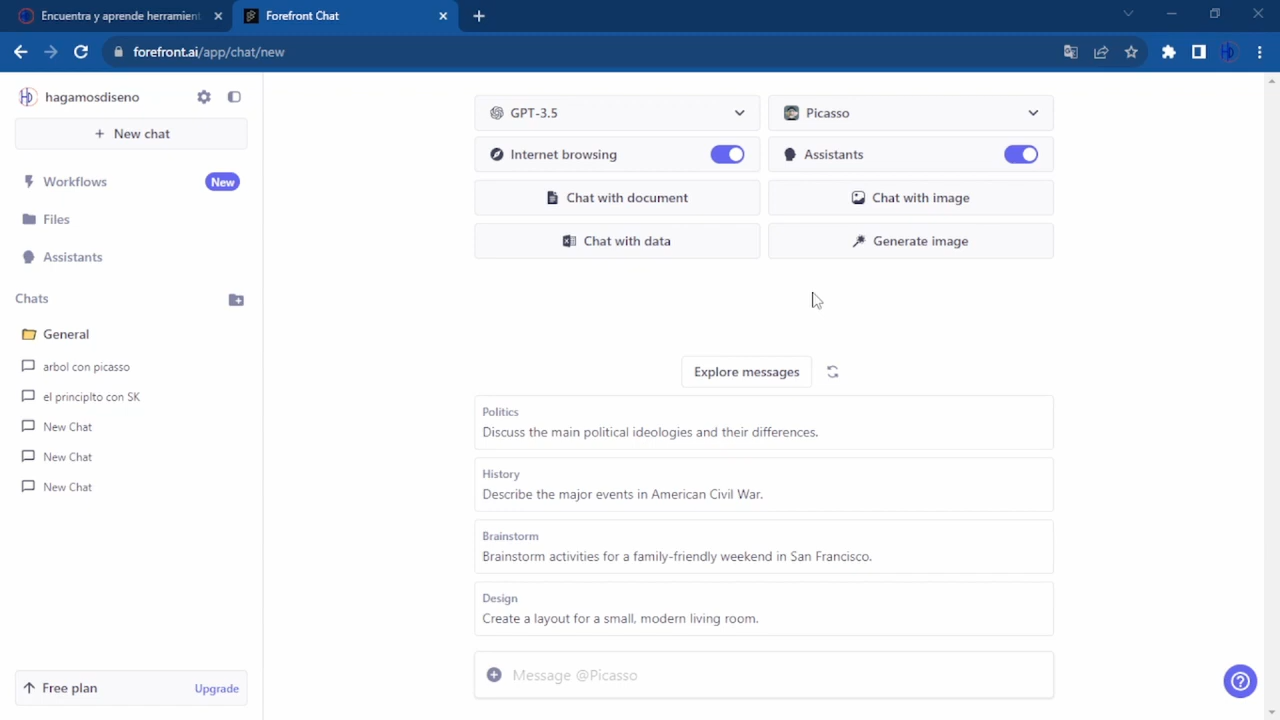 Encuentra y aprende herramient
Forefront Chat
forefront.ai/app/chat/new
hagamosdiseno
+ New chat
Workflows New
Files
Assistants
Chats
General
arbol con picasso
el principIto con SK
New Chat
New Chat
New Chat
Free plan Upgrade
GPT-3.5
Picasso
Internet browsing
Assistants
Chat with document
Chat with image
Chat with data
Generate image
Explore messages
Politics
Discuss the main political ideologies and their differences.
History
Describe the major events in American Civil War.
Brainstorm
Brainstorm activities for a family-friendly weekend in San Francisco.
Design
Create a layout for a small, modern living room.
Message @Picasso